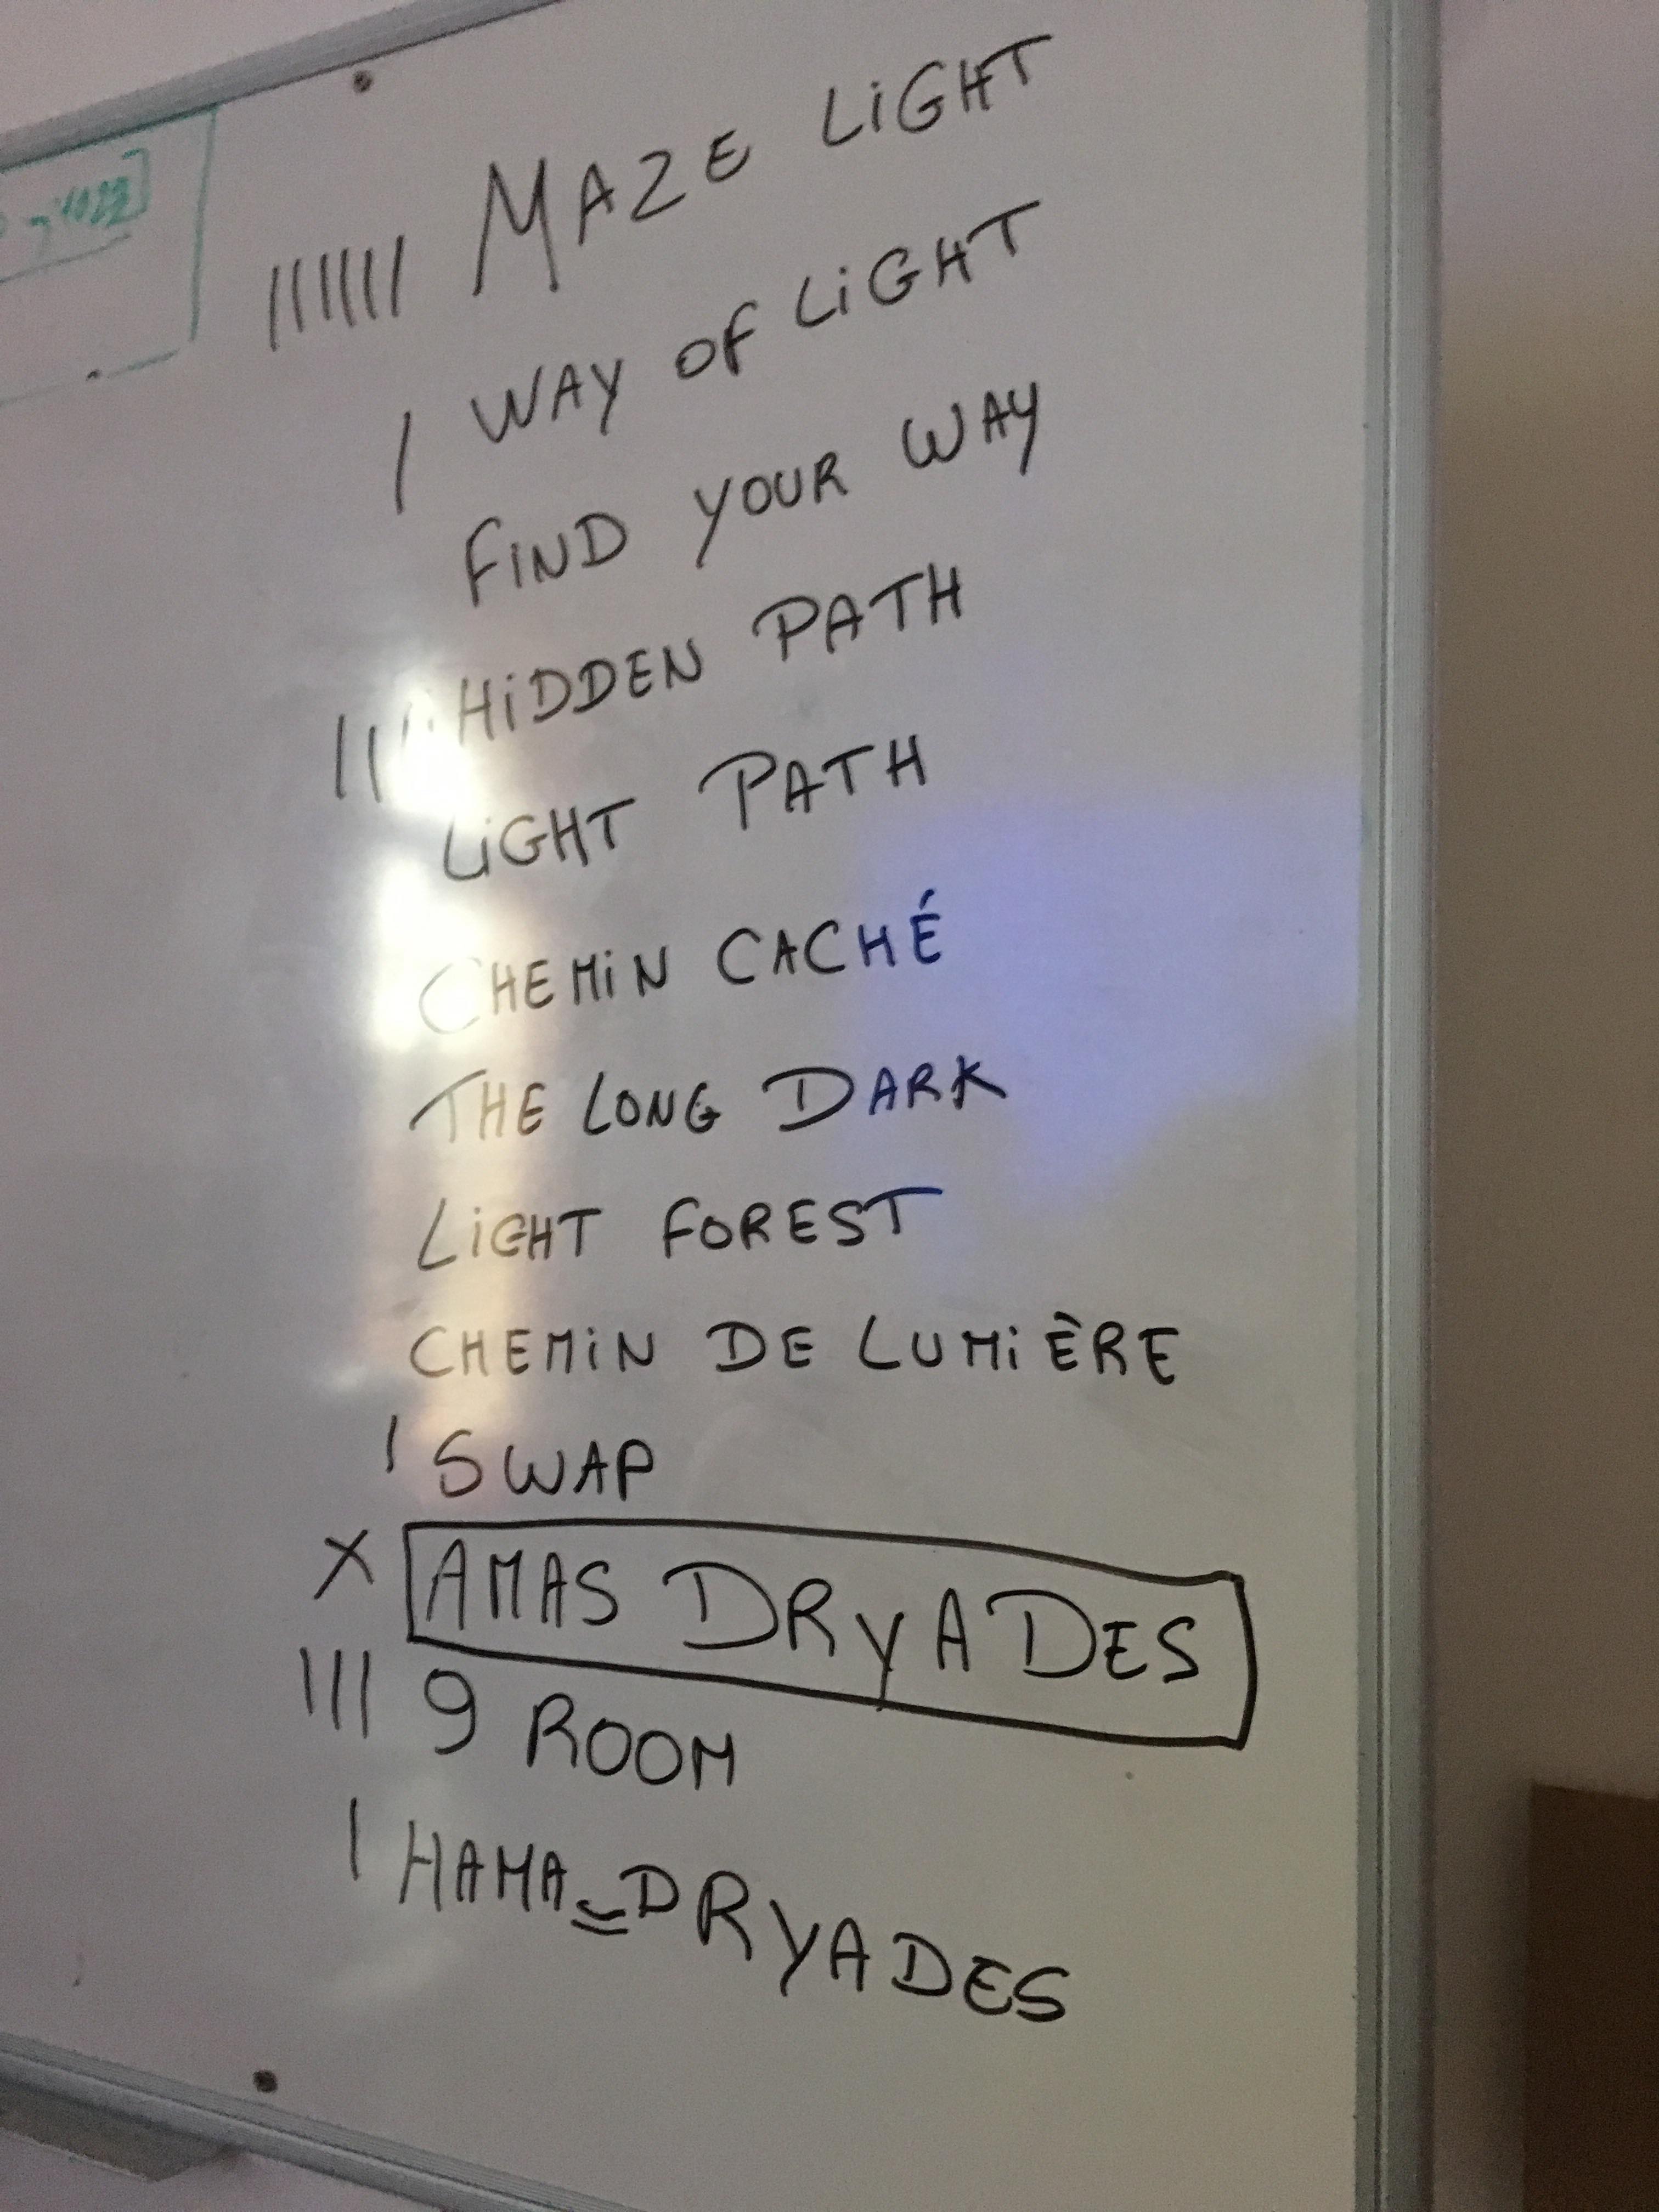 |||||| MAZE LiGHT
| WAY OF LiGHT
FiND YOUR WAY
||| HiDDEN PATH
LiGHT PATH
CHEMiN CACHÉ
THE LONG DARK
LiGHT FOREST
CHEMiN DE LUMiÈRE
| SWAP
X AMAS DRYADES
||| 9 ROOM
| HAMA=DRYADES